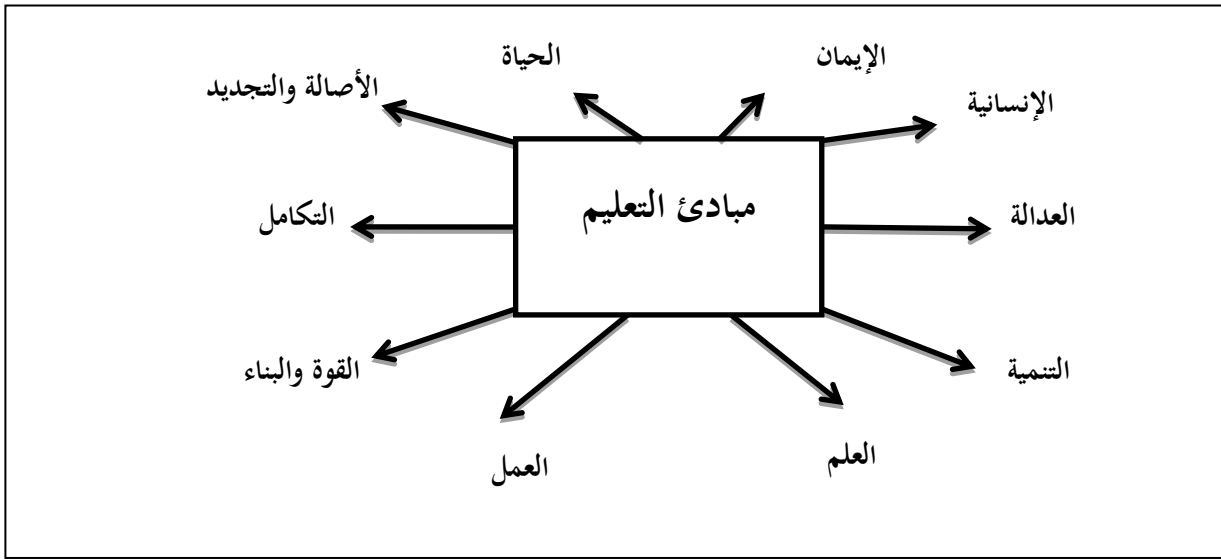 الإيمان
الحياة
الإنسانية
الأصالة والتجديد
مبادئ التعليم
العدالة
التكامل
التنمية
القوة والبناء
العلم
العمل